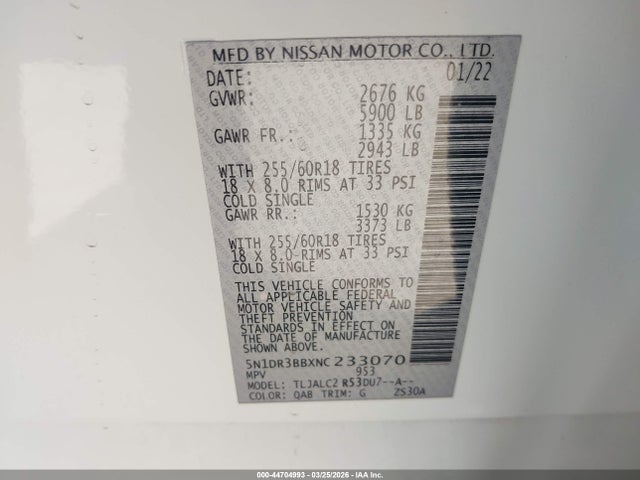 MFD BY NISSAN MOTOR CO., LTD.
DATE: 01/22
GVWR: 2676 KG
5900 LB
GAWR FR.: 1335 KG
2943 LB
WITH 255/60R18 TIRES
18 X 8.0 RIMS AT 33 PSI
COLD SINGLE
GAWR RR.: 1530 KG
3373 LB
WITH 255/60R18 TIRES
18 X 8.0 RIMS AT 33 PSI
COLD SINGLE
THIS VEHICLE CONFORMS TO
ALL APPLICABLE FEDERAL
MOTOR VEHICLE SAFETY AND
THEFT PREVENTION
STANDARDS IN EFFECT ON
THE DATE OF MANUFACTURE
SHOWN ABOVE.
5N1DR3BBXNC 233070
MPV 9S3
MODEL: TLJALC2 R53DU7--A--
COLOR: QAB TRIM: G ZS30A
000-44704993 - 03/25/2026 - IAA Inc.